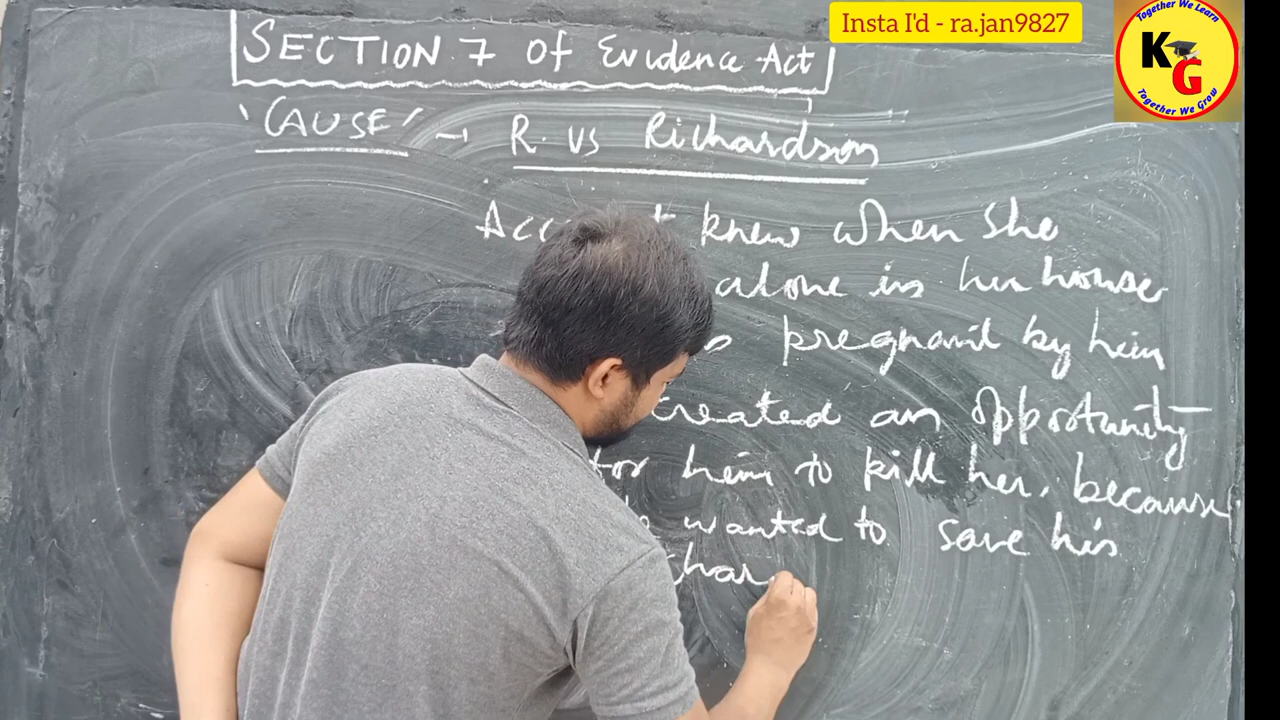 Insta I'd - ra.jan9827
Together We Learn
KG
Together We Grow
SECTION 7 Of Evidence Act
'CAUSE' → R. vs Richardson
knew when She
alone in her house
pregnant by him
created an opportunity
for him to kill her, because
wanted to save his
char